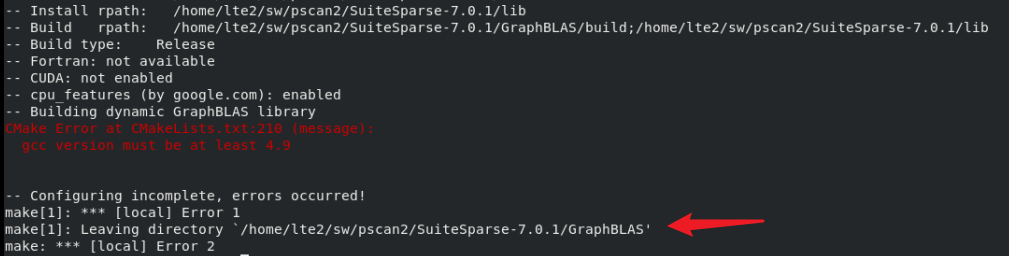 -- Install rpath:   /home/lte2/sw/pscan2/SuiteSparse-7.0.1/lib
-- Build   rpath:   /home/lte2/sw/pscan2/SuiteSparse-7.0.1/GraphBLAS/build;/home/lte2/sw/pscan2/SuiteSparse-7.0.1/lib
-- Build type:    Release
-- Fortran: not available
-- CUDA: not enabled
-- cpu_features (by google.com): enabled
-- Building dynamic GraphBLAS library
CMake Error at CMakeLists.txt:210 (message):
  gcc version must be at least 4.9
-- Configuring incomplete, errors occurred!
make[1]: *** [local] Error 1
make[1]: Leaving directory `/home/lte2/sw/pscan2/SuiteSparse-7.0.1/GraphBLAS'
make: *** [local] Error 2